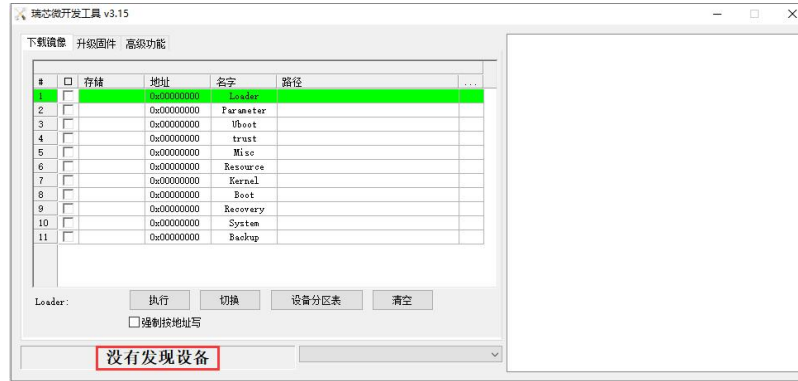 瑞芯微开发工具 v3.15
下载镜像 升级固件 高级功能
# 存储 地址 名字 路径 ...
1 0x00000000 Loader
2 0x00000000 Parameter
3 0x00000000 Uboot
4 0x00000000 trust
5 0x00000000 Misc
6 0x00000000 Resource
7 0x00000000 Kernel
8 0x00000000 Boot
9 0x00000000 Recovery
10 0x00000000 System
11 0x00000000 Backup
Loader: 执行 切换 设备分区表 清空
强制按地址写
没有发现设备